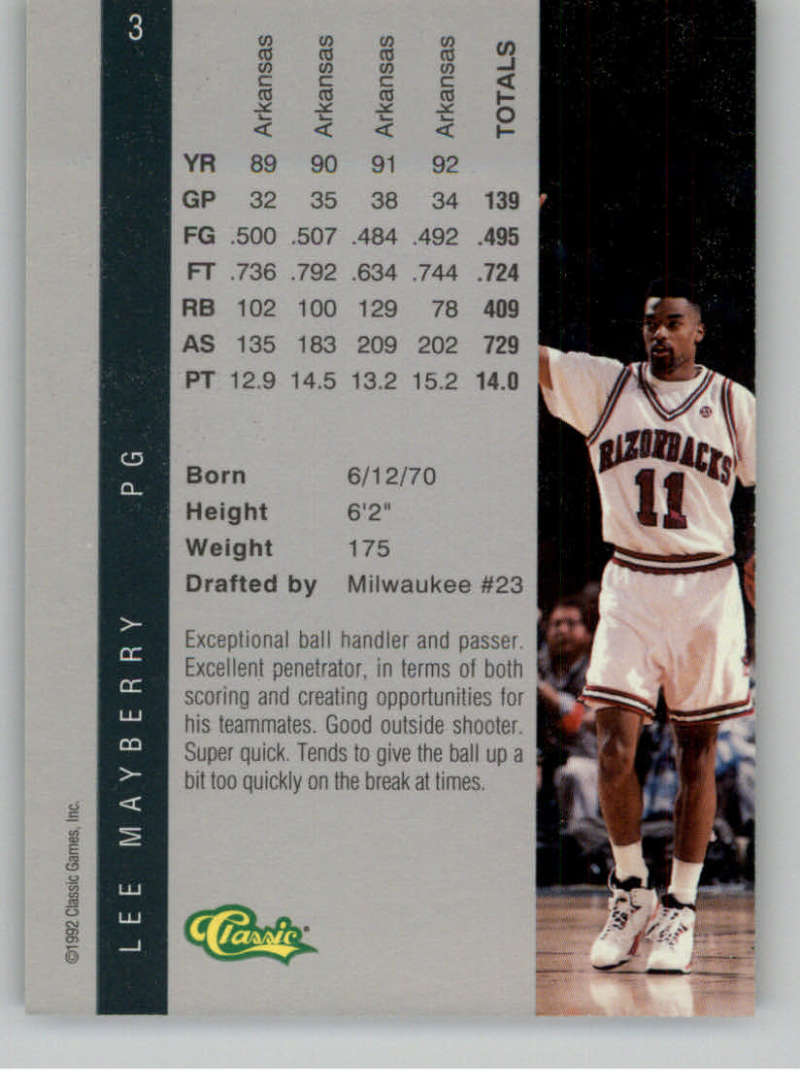 3
Arkansas Arkansas Arkansas Arkansas TOTALS
YR 89 90 91 92
GP 32 35 38 34 139
FG .500 .507 .484 .492 .495
FT .736 .792 .634 .744 .724
RB 102 100 129 78 409
AS 135 183 209 202 729
PT 12.9 14.5 13.2 15.2 14.0
Born 6/12/70
Height 6'2"
Weight 175
Drafted by Milwaukee #23
Exceptional ball handler and passer.
Excellent penetrator, in terms of both
scoring and creating opportunities for
his teammates. Good outside shooter.
Super quick. Tends to give the ball up a
bit too quickly on the break at times.
LEE MAYBERRY PG
©1992 Classic Games, Inc.
Classic
RAZORBACKS
11